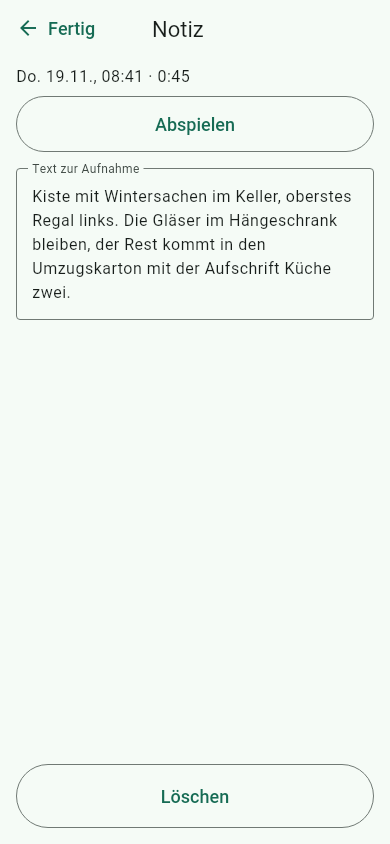 Fertig
Notiz
Do. 19.11., 08:41 · 0:45
Abspielen
Text zur Aufnahme
Kiste mit Wintersachen im Keller, oberstes
Regal links. Die Gläser im Hängeschrank
bleiben, der Rest kommt in den
Umzugskarton mit der Aufschrift Küche
zwei.
Löschen